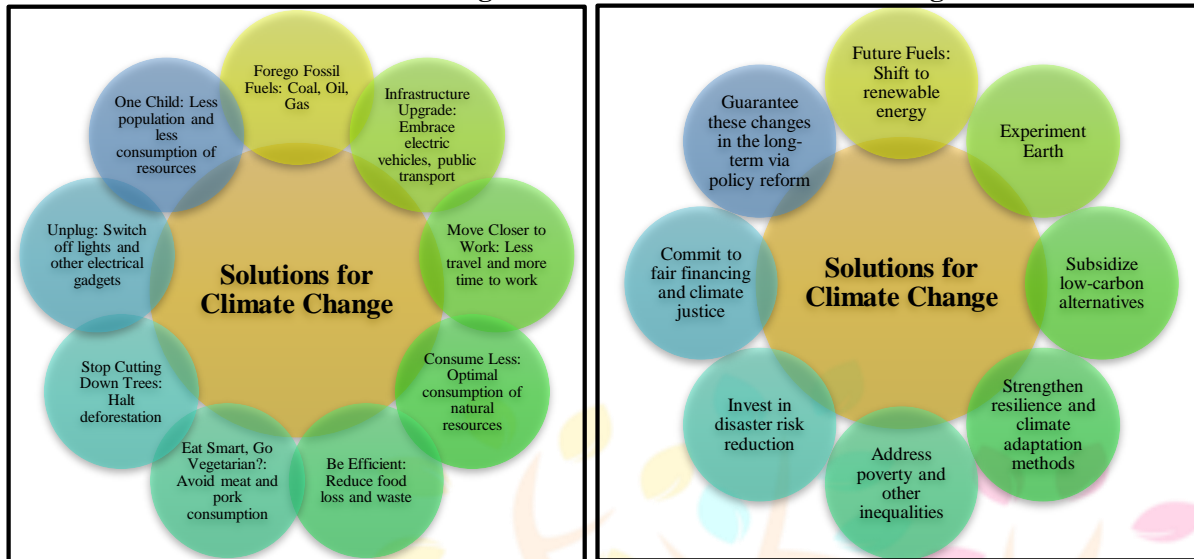 Forego Fossil
Fuels: Coal, Oil,
Gas
Infrastructure
Upgrade:
Embrace
electric
vehicles, public
transport
Move Closer to
Work: Less
travel and more
time to work
Consume Less:
Optimal
consumption of
natural
resources
Be Efficient:
Reduce food
loss and waste
Eat Smart, Go
Vegetarian?:
Avoid meat and
pork
consumption
Stop Cutting
Down Trees:
Halt
deforestation
Unplug: Switch
off lights and
other electrical
gadgets
One Child: Less
population and
less
consumption of
resources
Solutions for
Climate Change
Future Fuels:
Shift to
renewable
energy
Experiment
Earth
Subsidize
low-carbon
alternatives
Strengthen
resilience and
climate
adaptation
methods
Address
poverty and
other
inequalities
Invest in
disaster risk
reduction
Commit to
fair financing
and climate
justice
Guarantee
these changes
in the long-
term via
policy reform
Solutions for
Climate Change